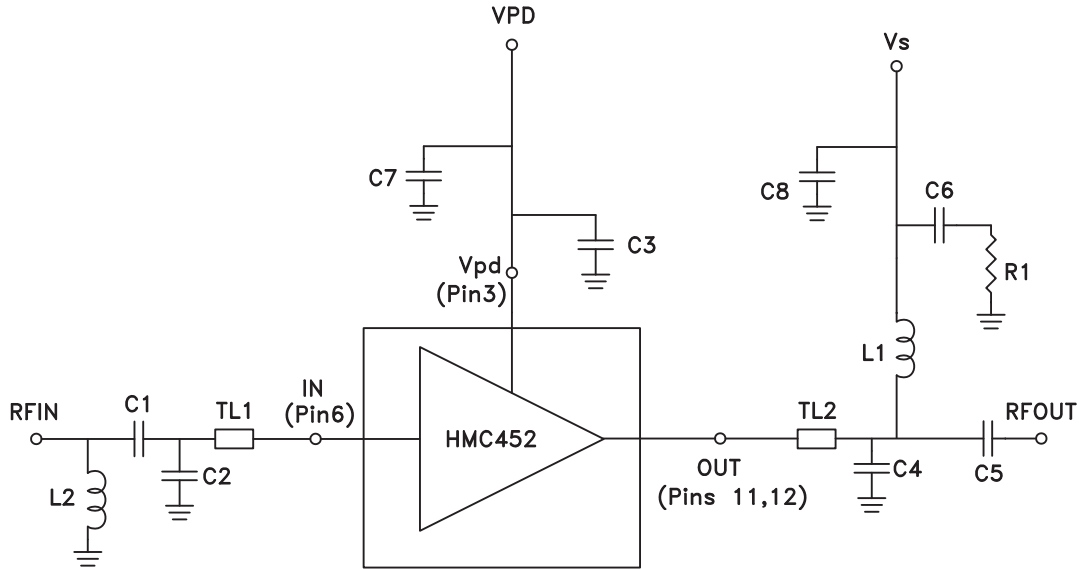 VPD
Vs
C7
C8
C6
C3
Vpd
(Pin3)
R1
L1
RFIN
C1
TL1
IN
(Pin6)
HMC452
TL2
RFOUT
L2
C2
OUT
(Pins 11,12)
C4
C5